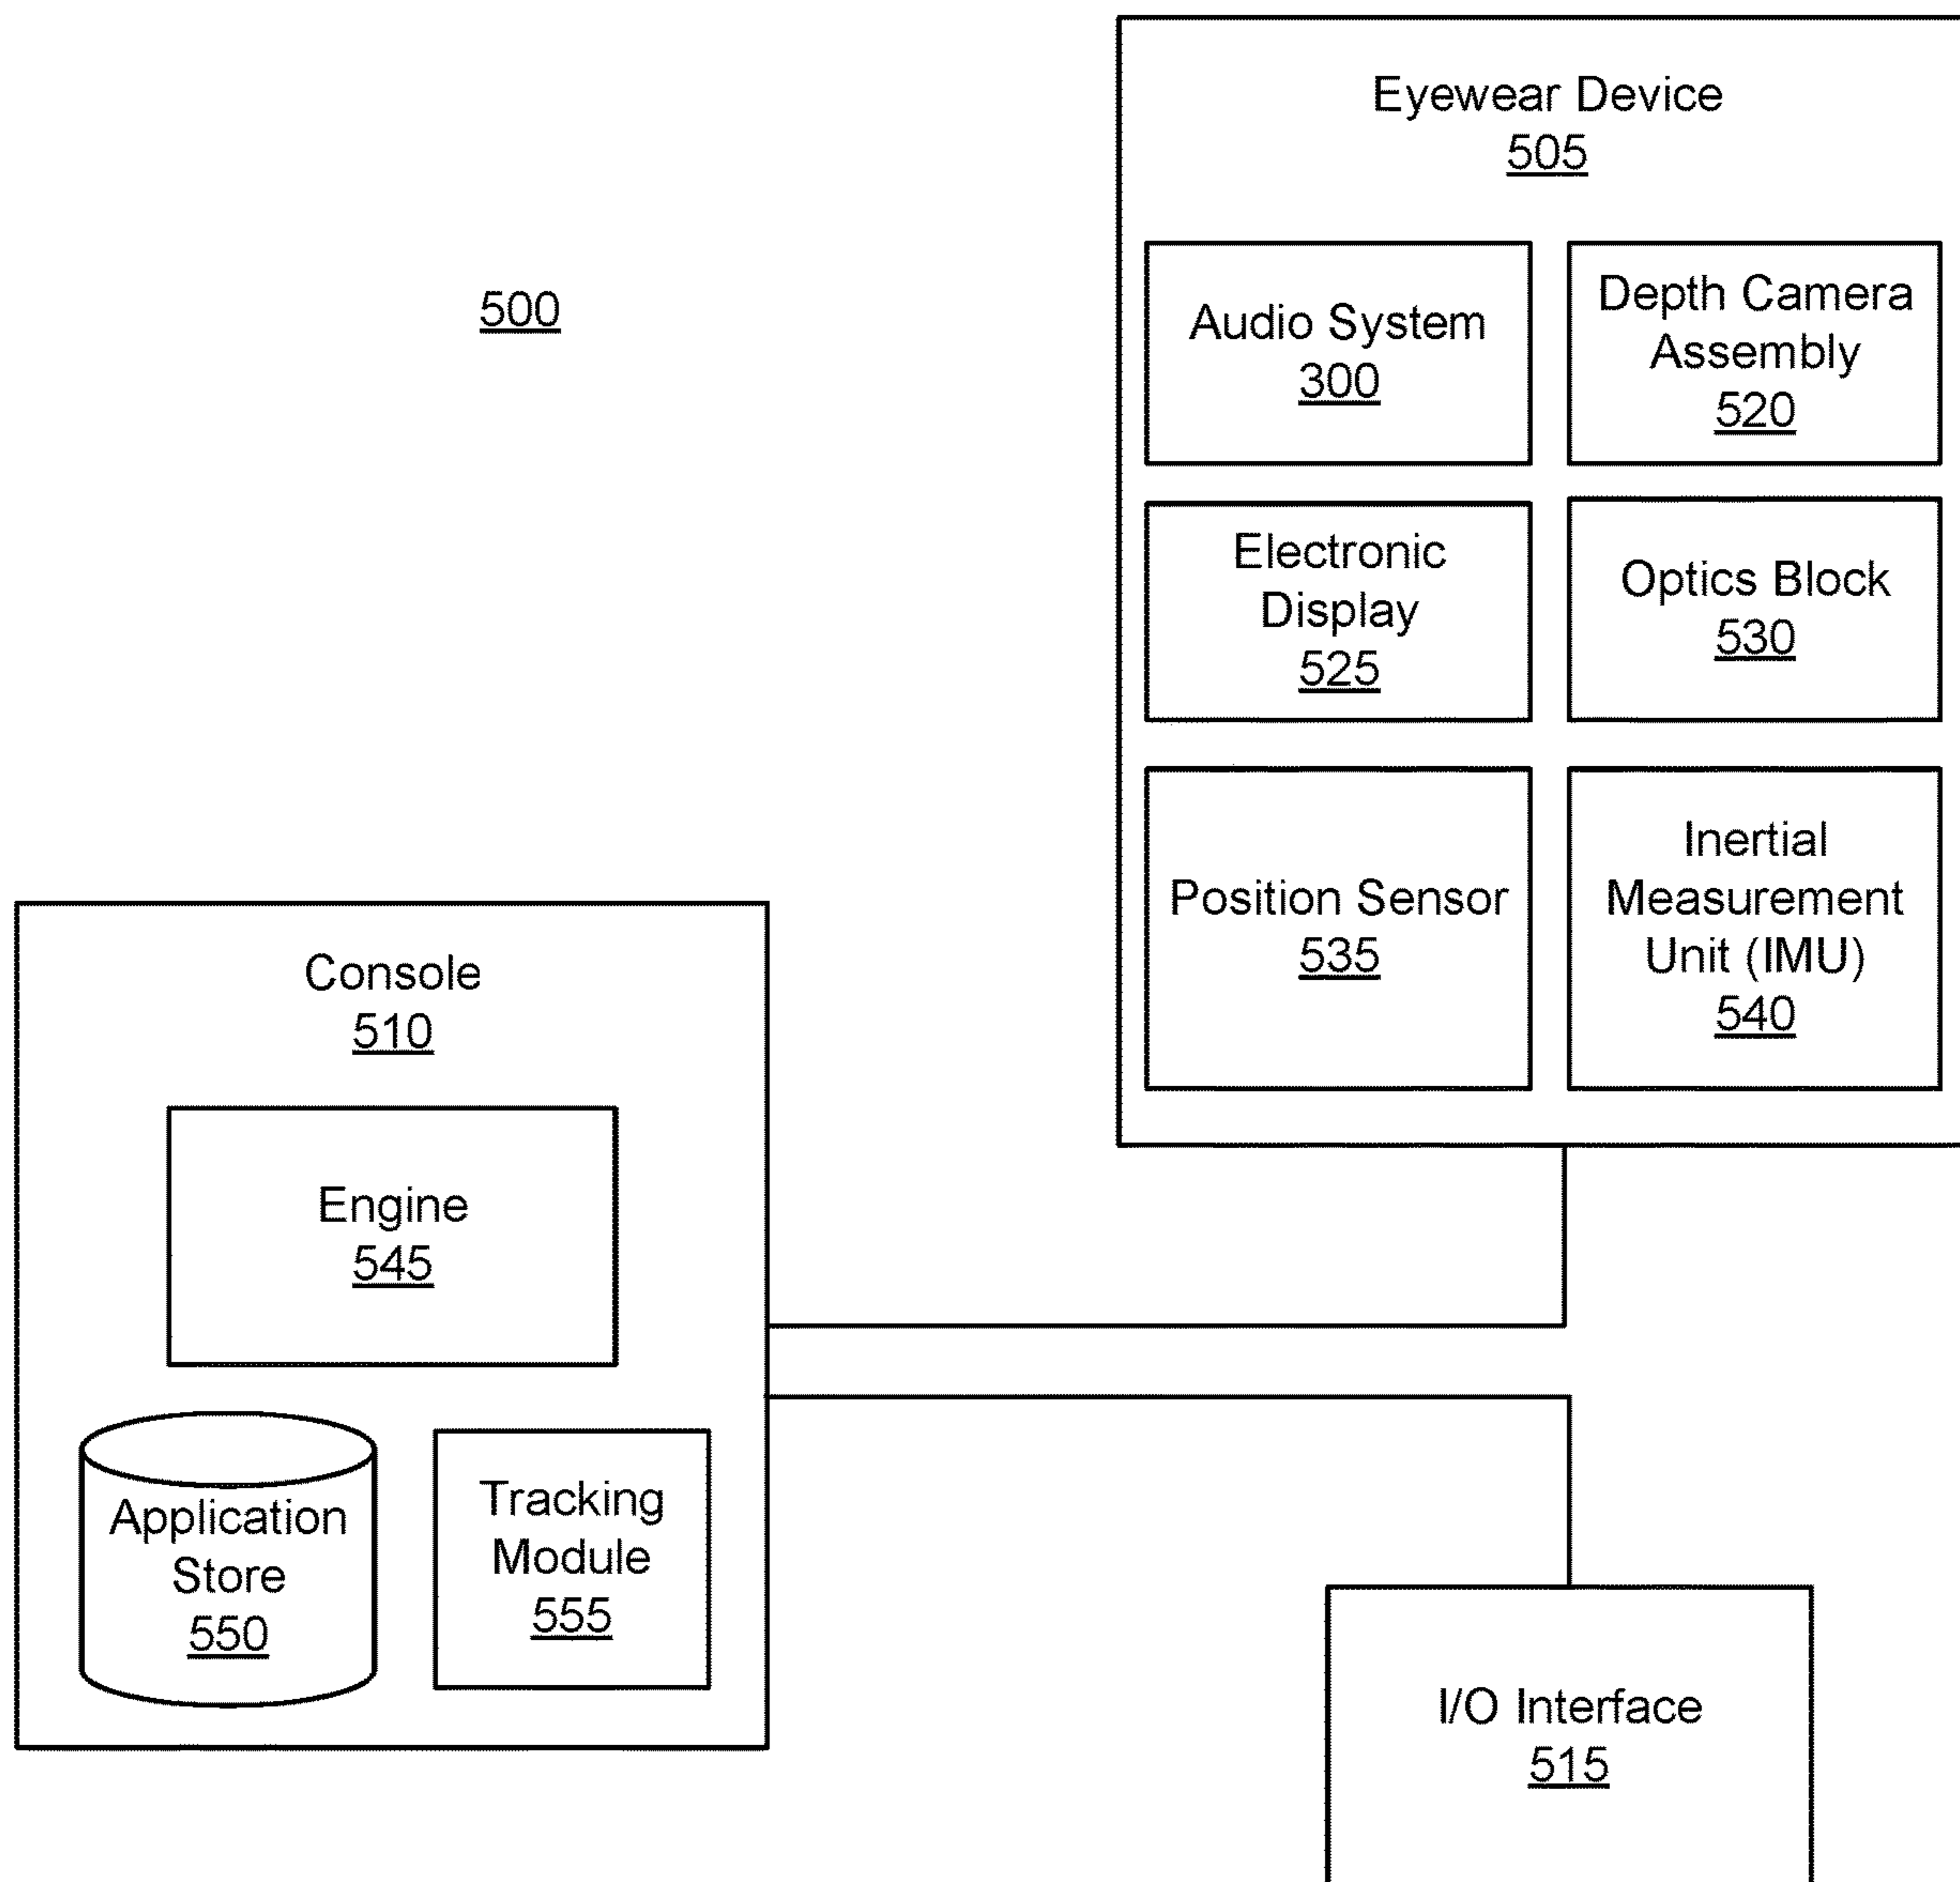 500
Eyewear Device
505
Audio System
300
Depth Camera
Assembly
520
Electronic
Display
525
Optics Block
530
Position Sensor
535
Inertial
Measurement
Unit (IMU)
540
Console
510
Engine
545
Application
Store
550
Tracking
Module
555
I/O Interface
515